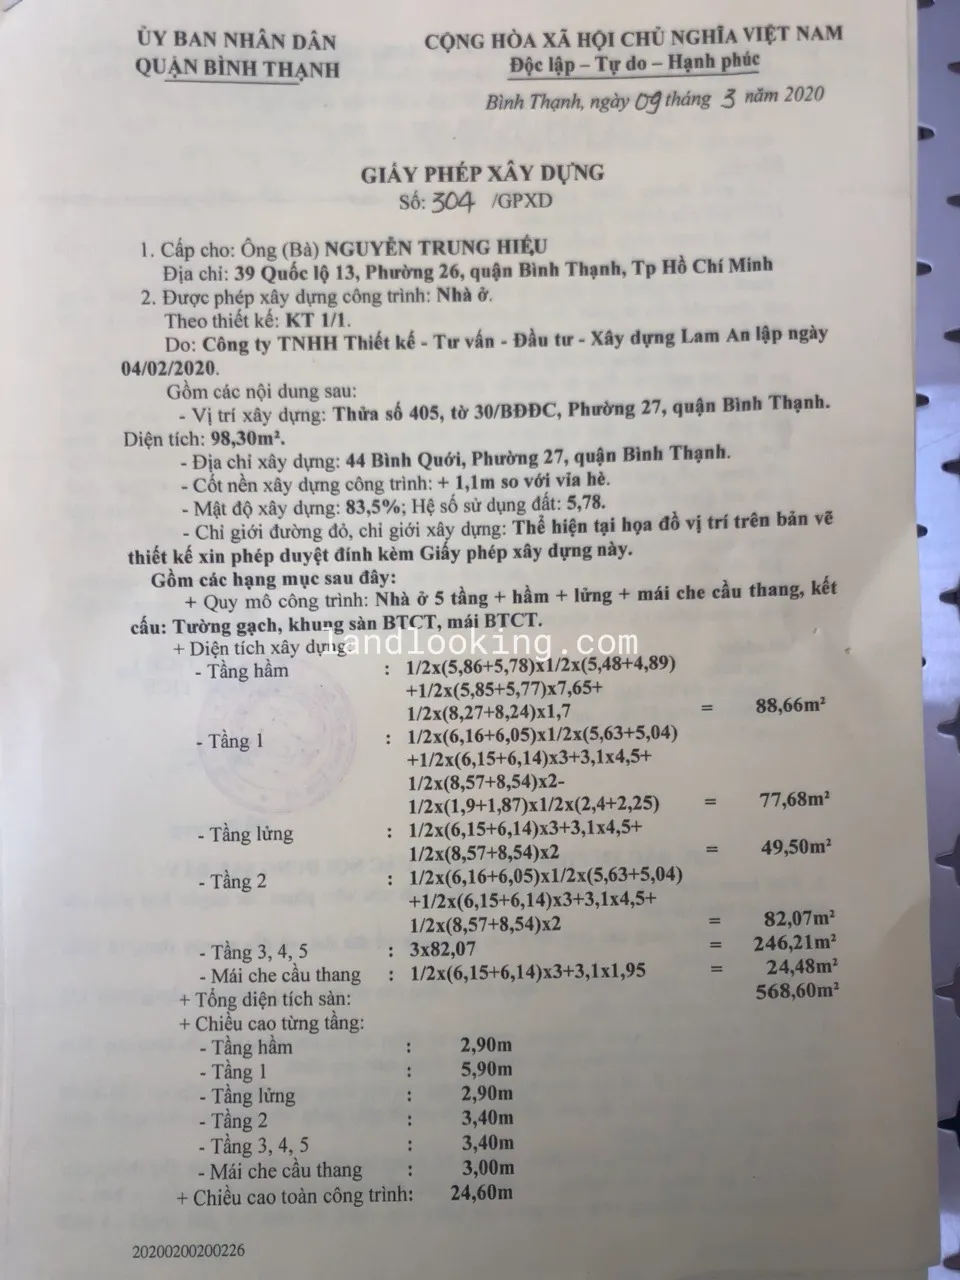 ỦY BAN NHÂN DÂN
QUẬN BÌNH THẠNH
CỘNG HÒA XÃ HỘI CHỦ NGHĨA VIỆT NAM
Độc lập – Tự do – Hạnh phúc
Bình Thạnh, ngày 09 tháng 3 năm 2020
GIẤY PHÉP XÂY DỰNG
Số: 304 /GPXD
1. Cấp cho: Ông (Bà) NGUYỄN TRUNG HIẾU
Địa chỉ: 39 Quốc lộ 13, Phường 26, quận Bình Thạnh, Tp Hồ Chí Minh
2. Được phép xây dựng công trình: Nhà ở.
Theo thiết kế: KT 1/1.
Do: Công ty TNHH Thiết kế - Tư vấn - Đầu tư - Xây dựng Lam An lập ngày
04/02/2020.
Gồm các nội dung sau:
- Vị trí xây dựng: Thửa số 405, tờ 30/BĐĐC, Phường 27, quận Bình Thạnh.
Diện tích: 98,30m².
- Địa chỉ xây dựng: 44 Bình Quới, Phường 27, quận Bình Thạnh.
- Cốt nền xây dựng công trình: + 1,1m so với vỉa hè.
- Mật độ xây dựng: 83,5%; Hệ số sử dụng đất: 5,78.
- Chỉ giới đường đỏ, chỉ giới xây dựng: Thể hiện tại họa đồ vị trí trên bản vẽ
thiết kế xin phép duyệt đính kèm Giấy phép xây dựng này.
Gồm các hạng mục sau đây:
+ Quy mô công trình: Nhà ở 5 tầng + hầm + lửng + mái che cầu thang, kết
cấu: Tường gạch, khung sàn BTCT, mái BTCT.
landlooking.com
+ Diện tích xây dựng:
- Tầng hầm : 1/2x(5,86+5,78)x1/2x(5,48+4,89)
+1/2x(5,85+5,77)x7,65+
1/2x(8,27+8,24)x1,7 = 88,66m²
- Tầng 1 : 1/2x(6,16+6,05)x1/2x(5,63+5,04)
+1/2x(6,15+6,14)x3+3,1x4,5+
1/2x(8,57+8,54)x2-
1/2x(1,9+1,87)x1/2x(2,4+2,25) = 77,68m²
- Tầng lửng : 1/2x(6,15+6,14)x3+3,1x4,5+
1/2x(8,57+8,54)x2 = 49,50m²
- Tầng 2 : 1/2x(6,16+6,05)x1/2x(5,63+5,04)
+1/2x(6,15+6,14)x3+3,1x4,5+
1/2x(8,57+8,54)x2 = 82,07m²
- Tầng 3, 4, 5 : 3x82,07 = 246,21m²
- Mái che cầu thang : 1/2x(6,15+6,14)x3+3,1x1,95 = 24,48m²
+ Tổng diện tích sàn: 568,60m²
+ Chiều cao từng tầng:
- Tầng hầm : 2,90m
- Tầng 1 : 5,90m
- Tầng lửng : 2,90m
- Tầng 2 : 3,40m
- Tầng 3, 4, 5 : 3,40m
- Mái che cầu thang : 3,00m
+ Chiều cao toàn công trình: 24,60m
20200200200226